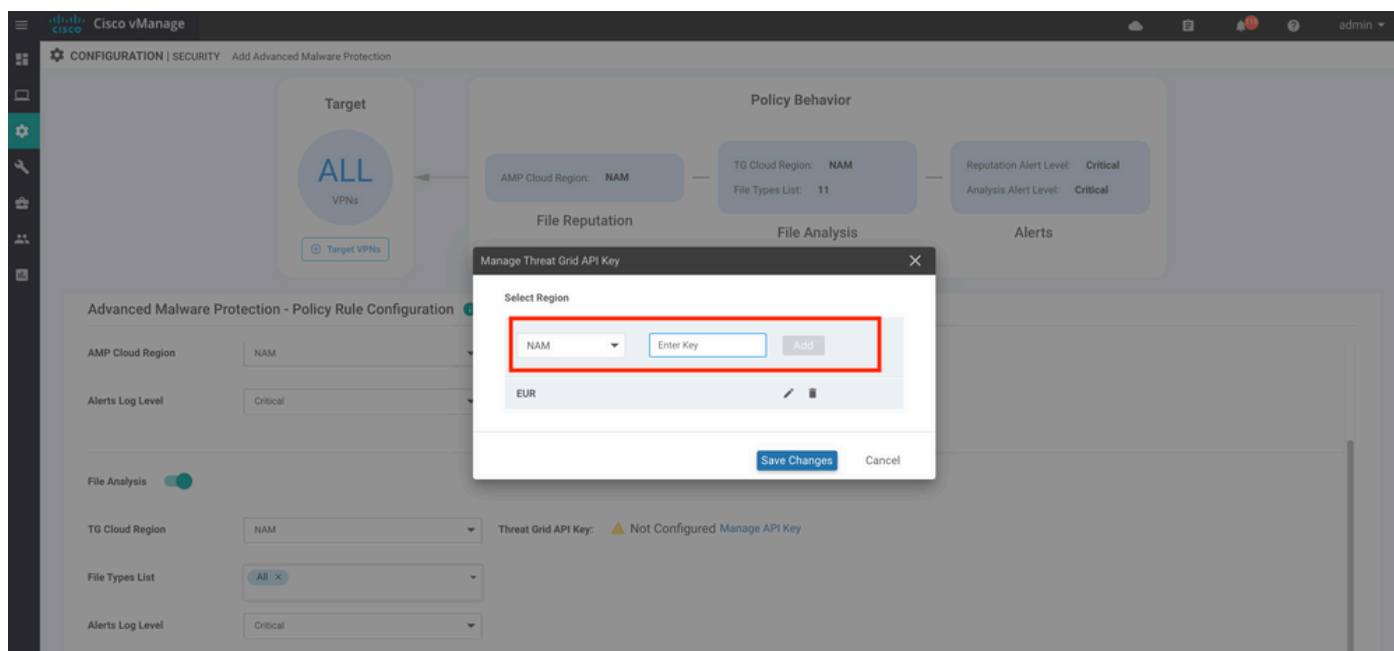 cisco Cisco vManage
admin
CONFIGURATION | SECURITY Add Advanced Malware Protection
Target
ALL
VPNs
Target VPNs
Policy Behavior
AMP Cloud Region: NAM
File Reputation
TG Cloud Region: NAM
File Types List: 11
File Analysis
Reputation Alert Level: Critical
Analysis Alert Level: Critical
Alerts
Manage Threat Grid API Key
Select Region
NAM Enter Key Add
EUR
Save Changes Cancel
Advanced Malware Protection - Policy Rule Configuration
AMP Cloud Region NAM
Alerts Log Level Critical
File Analysis
TG Cloud Region NAM Threat Grid API Key: Not Configured Manage API Key
File Types List All ×
Alerts Log Level Critical